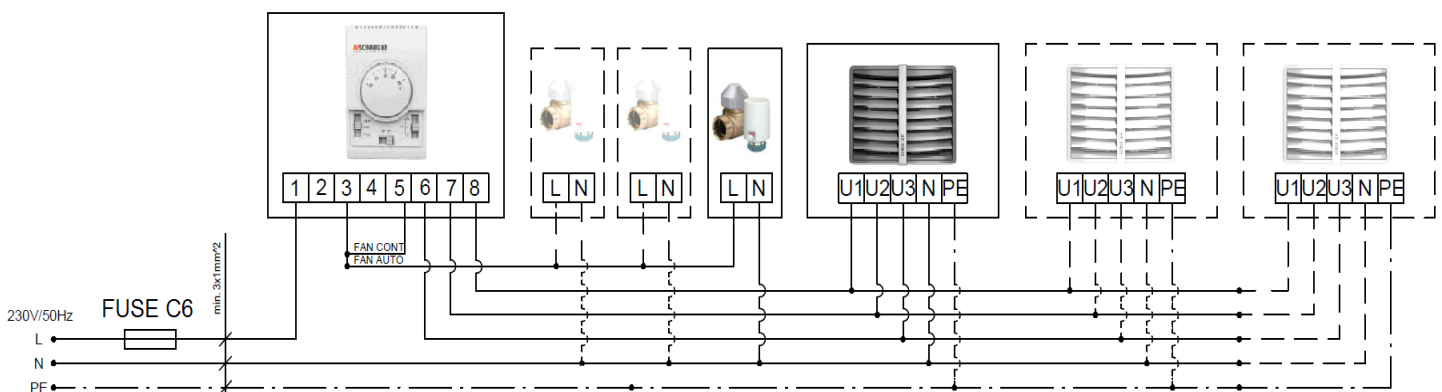 1 2 3 4 5 6 7 8
L N
L N
L N
U1 U2 U3 N PE
U1 U2 U3 N PE
U1 U2 U3 N PE
FAN CONT
FAN AUTO
min. 3x1mm^2
230V/50Hz
FUSE C6
L
N
PE